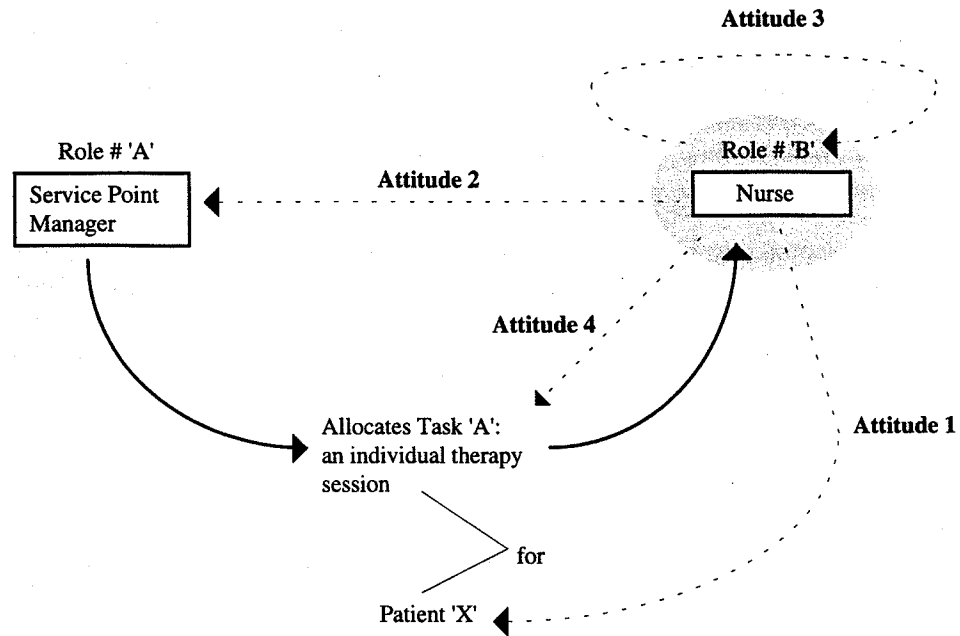 Attitude 3
Role # 'A'
Role # 'B'
Service Point
Manager
Attitude 2
Nurse
Attitude 4
Allocates Task 'A':
an individual therapy
session
Attitude 1
for
Patient 'X'